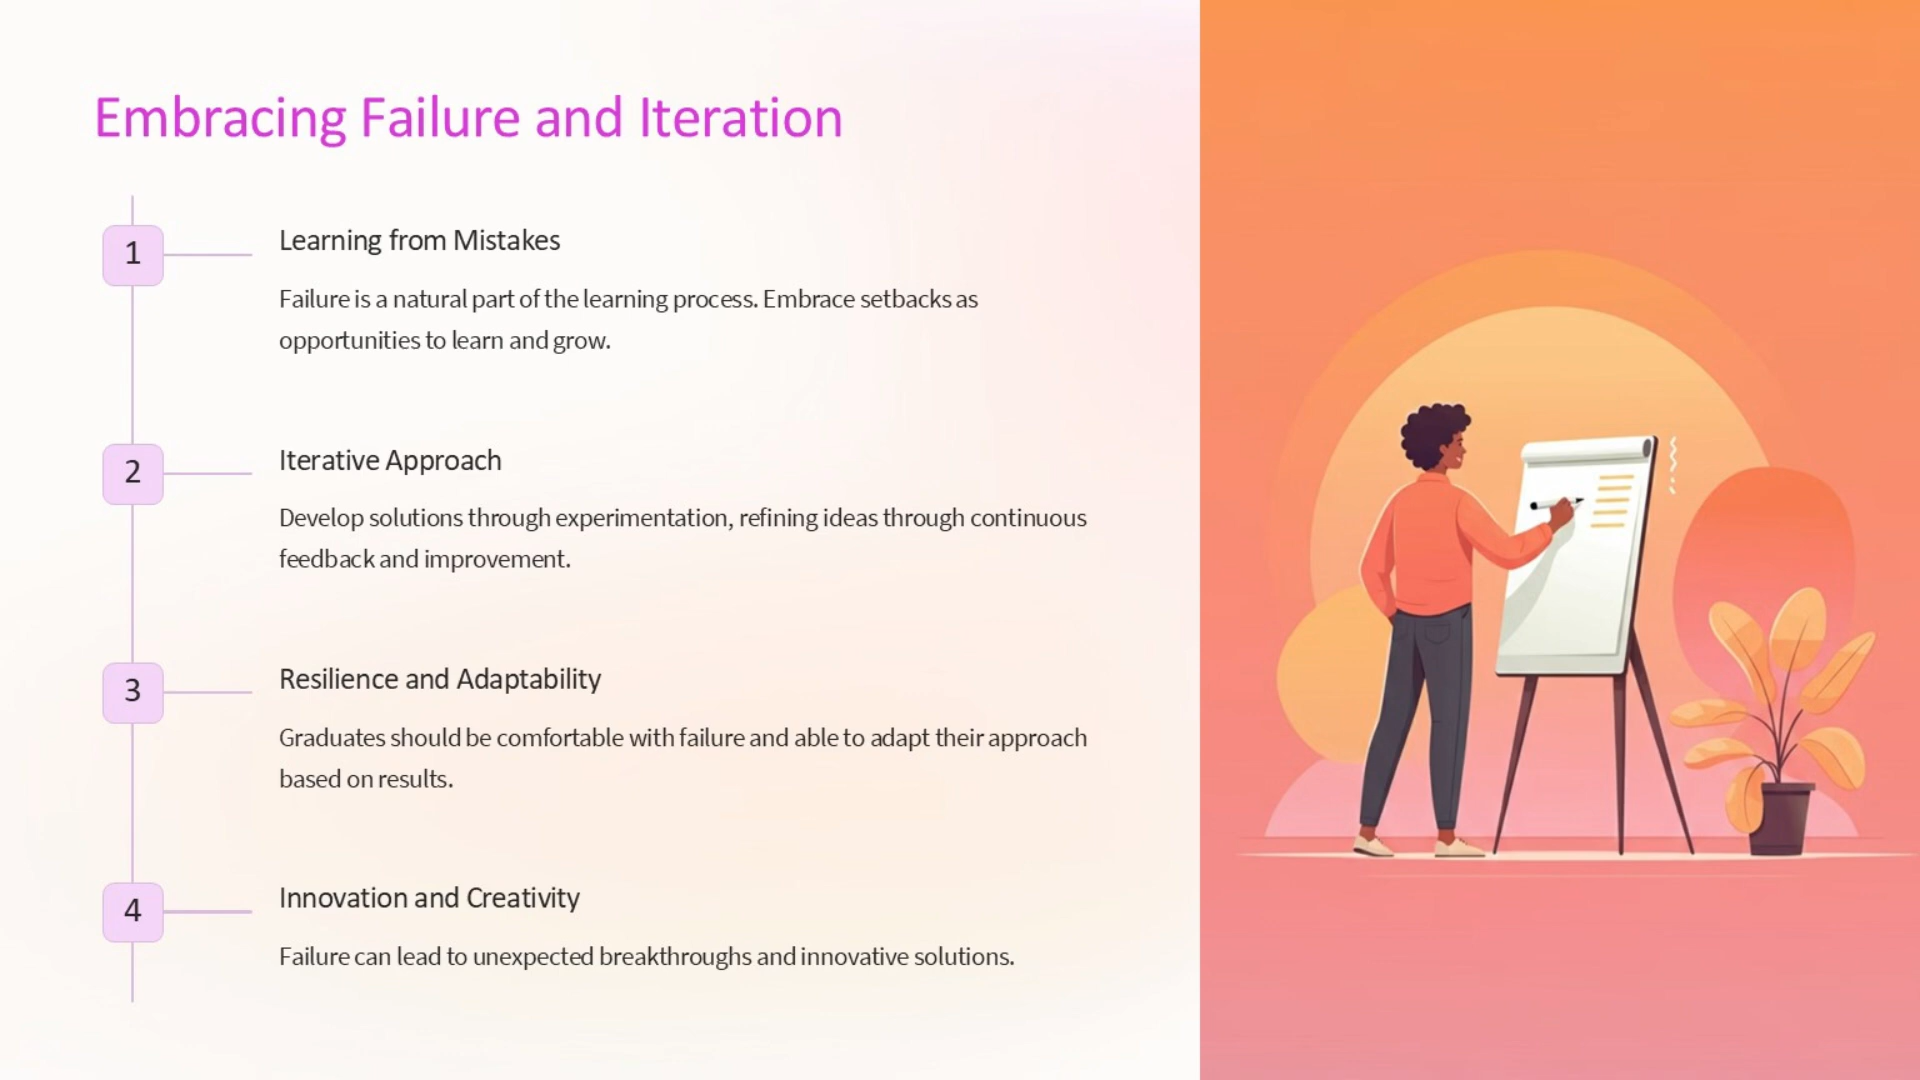 Embracing Failure and Iteration
1
Learning from Mistakes
Failure is a natural part of the learning process. Embrace setbacks as
opportunities to learn and grow.
2
Iterative Approach
Develop solutions through experimentation, refining ideas through continuous
feedback and improvement.
3
Resilience and Adaptability
Graduates should be comfortable with failure and able to adapt their approach
based on results.
4
Innovation and Creativity
Failure can lead to unexpected breakthroughs and innovative solutions.